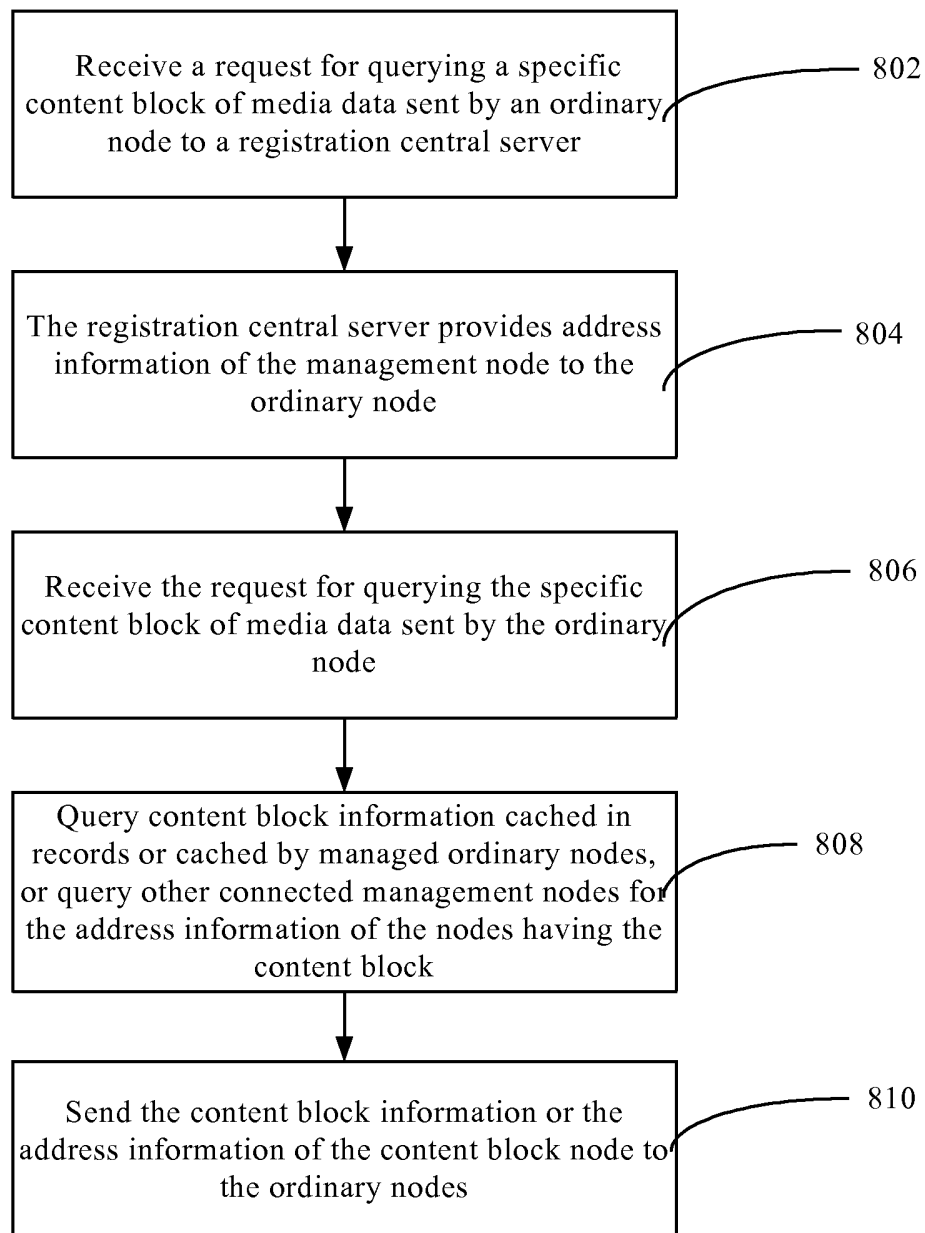 Receive a request for querying a specific
content block of media data sent by an ordinary
node to a registration central server
802
The registration central server provides address
information of the management node to the
ordinary node
804
Receive the request for querying the specific
content block of media data sent by the ordinary
node
806
Query content block information cached in
records or cached by managed ordinary nodes,
or query other connected management nodes for
the address information of the nodes having the
content block
808
Send the content block information or the
address information of the content block node to
the ordinary nodes
810